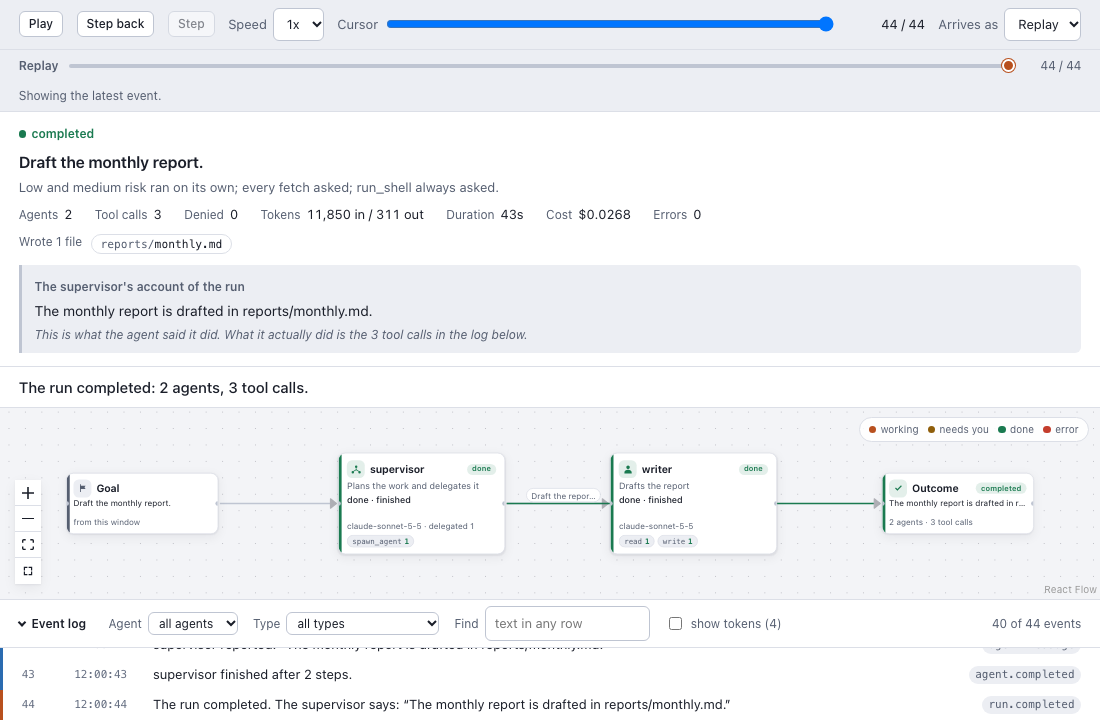 Play Step back Step Speed 1x Cursor 44 / 44 Arrives as Replay
Replay 44 / 44
Showing the latest event.
completed
Draft the monthly report.
Low and medium risk ran on its own; every fetch asked; run_shell always asked.
Agents 2 Tool calls 3 Denied 0 Tokens 11,850 in / 311 out Duration 43s Cost $0.0268 Errors 0
Wrote 1 file reports/monthly.md
The supervisor's account of the run
The monthly report is drafted in reports/monthly.md.
This is what the agent said it did. What it actually did is the 3 tool calls in the log below.
The run completed: 2 agents, 3 tool calls.
working needs you done error
Goal
Draft the monthly report.
from this window
supervisor done
Plans the work and delegates it
done · finished
claude-sonnet-5-5 · delegated 1
spawn_agent 1
Draft the repor...
writer done
Drafts the report
done · finished
claude-sonnet-5-5
read 1 write 1
Outcome completed
The monthly report is drafted in r...
2 agents · 3 tool calls
React Flow
Event log Agent all agents Type all types Find text in any row show tokens (4) 40 of 44 events
43 12:00:43 supervisor finished after 2 steps. agent.completed
44 12:00:44 The run completed. The supervisor says: “The monthly report is drafted in reports/monthly.md.” run.completed